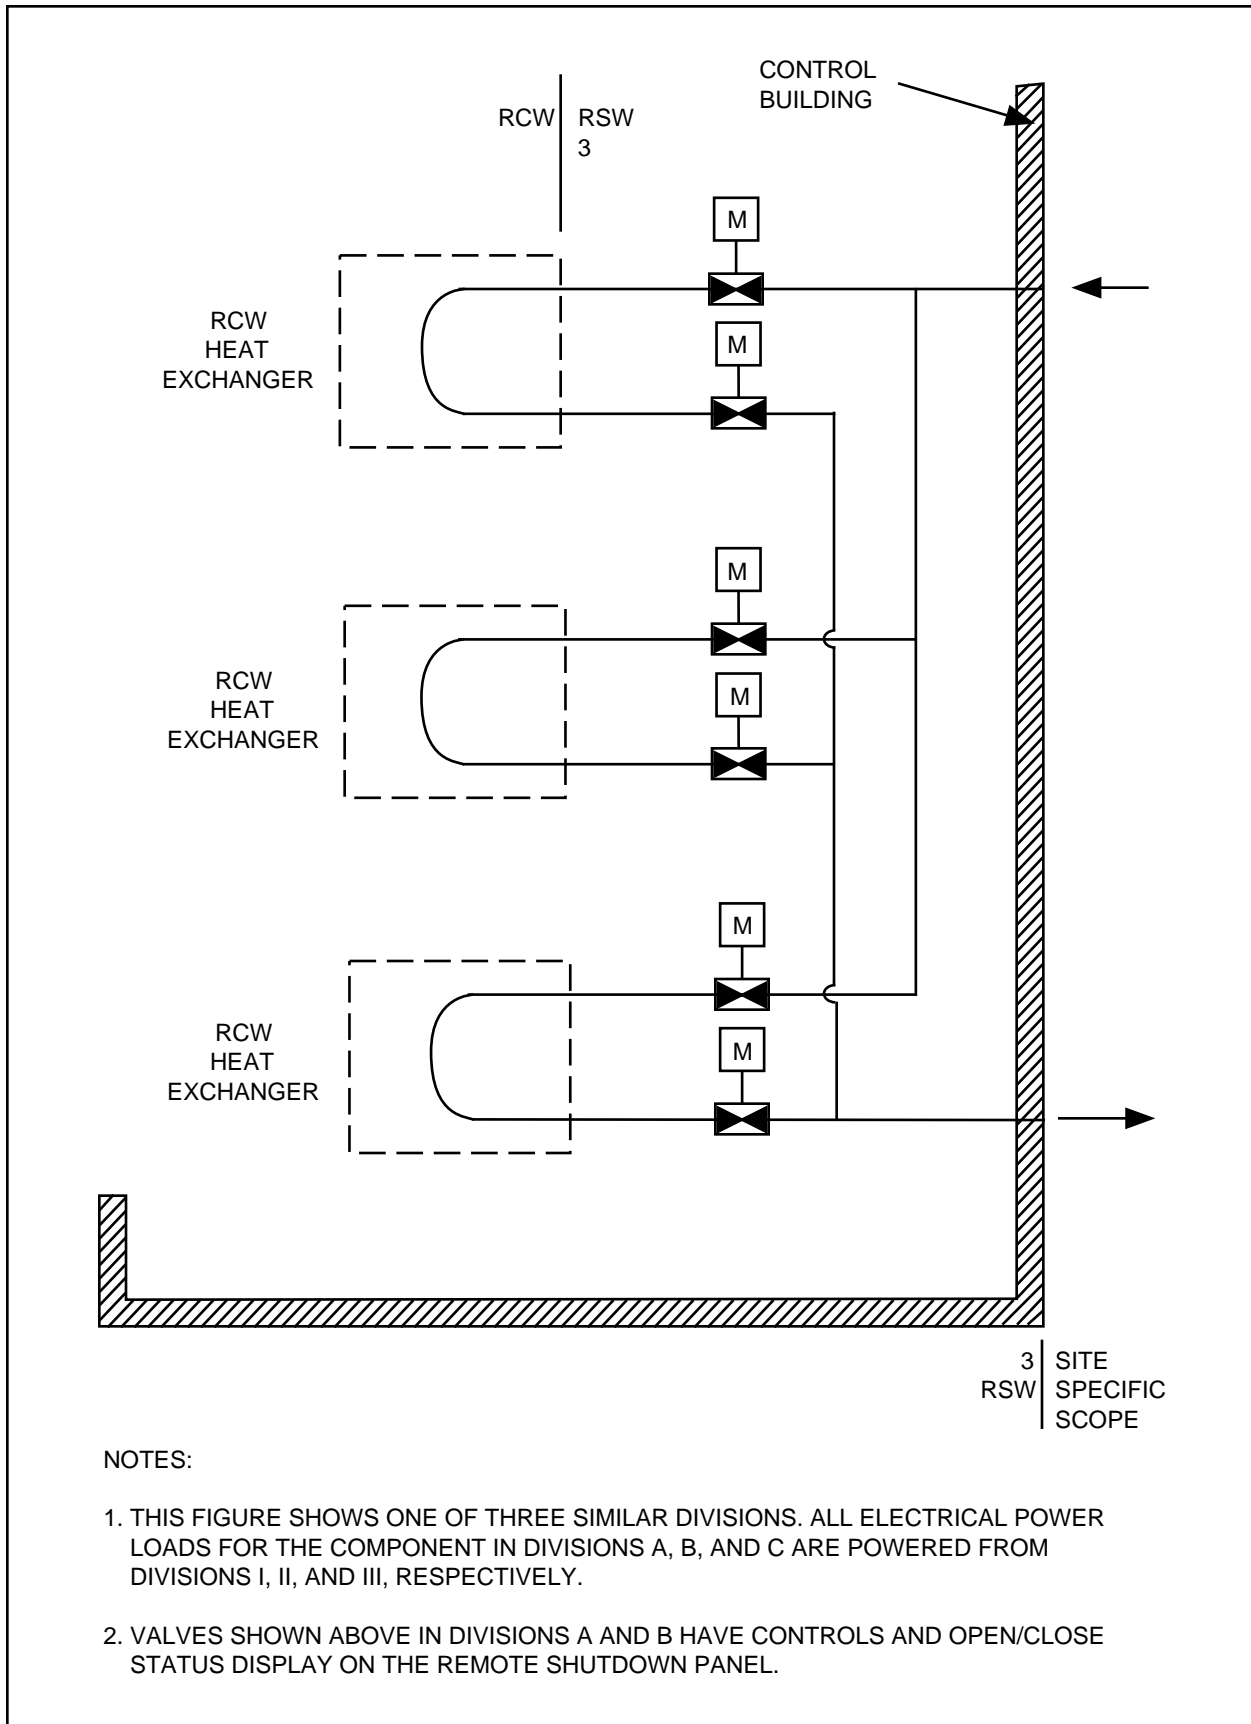 CONTROL
BUILDING
RCW RSW
3
M
M
RCW
HEAT
EXCHANGER
M
M
RCW
HEAT
EXCHANGER
M
M
RCW
HEAT
EXCHANGER
3 SITE
RSW SPECIFIC
SCOPE
NOTES:
1. THIS FIGURE SHOWS ONE OF THREE SIMILAR DIVISIONS. ALL ELECTRICAL POWER
LOADS FOR THE COMPONENT IN DIVISIONS A, B, AND C ARE POWERED FROM
DIVISIONS I, II, AND III, RESPECTIVELY.
2. VALVES SHOWN ABOVE IN DIVISIONS A AND B HAVE CONTROLS AND OPEN/CLOSE
STATUS DISPLAY ON THE REMOTE SHUTDOWN PANEL.